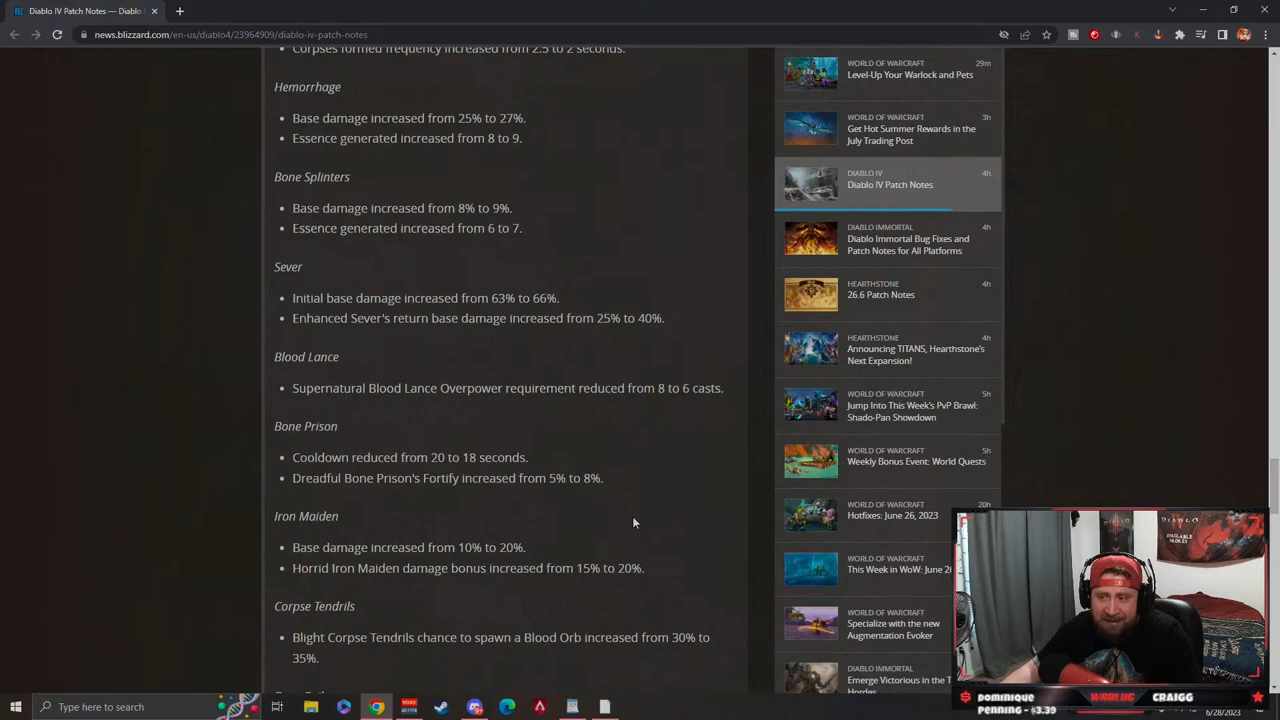 Diablo IV Patch Notes — Diablo I
news.blizzard.com/en-us/diablo4/23964909/diablo-iv-patch-notes
Corpses formed frequency increased from 2.5 to 2 seconds.
Hemorrhage
Base damage increased from 25% to 27%.
Essence generated increased from 8 to 9.
Bone Splinters
Base damage increased from 8% to 9%.
Essence generated increased from 6 to 7.
Sever
Initial base damage increased from 63% to 66%.
Enhanced Sever's return base damage increased from 25% to 40%.
Blood Lance
Supernatural Blood Lance Overpower requirement reduced from 8 to 6 casts.
Bone Prison
Cooldown reduced from 20 to 18 seconds.
Dreadful Bone Prison's Fortify increased from 5% to 8%.
Iron Maiden
Base damage increased from 10% to 20%.
Horrid Iron Maiden damage bonus increased from 15% to 20%.
Corpse Tendrils
Blight Corpse Tendrils chance to spawn a Blood Orb increased from 30% to
35%.
WORLD OF WARCRAFT 29m
Level-Up Your Warlock and Pets
WORLD OF WARCRAFT 3h
Get Hot Summer Rewards in the
July Trading Post
DIABLO IV 4h
Diablo IV Patch Notes
DIABLO IMMORTAL 4h
Diablo Immortal Bug Fixes and
Patch Notes for All Platforms
HEARTHSTONE 4h
26.6 Patch Notes
HEARTHSTONE 4h
Announcing TITANS, Hearthstone's
Next Expansion!
WORLD OF WARCRAFT 5h
Jump Into This Week's PvP Brawl:
Shado-Pan Showdown
WORLD OF WARCRAFT 5h
Weekly Bonus Event: World Quests
WORLD OF WARCRAFT 20h
Hotfixes: June 26, 2023
WORLD OF WARCRAFT
This Week in WoW: June
WORLD OF WARCRAFT
Specialize with the new
Augmentation Evoker
DIABLO IMMORTAL
Emerge Victorious in the T
Hordes
DIABLO
AVAILABLE
06.06.23
DIABLO
dominique
Penning - $3.39
WRRLUG
CRAIGG
Type here to search
6/28/2023